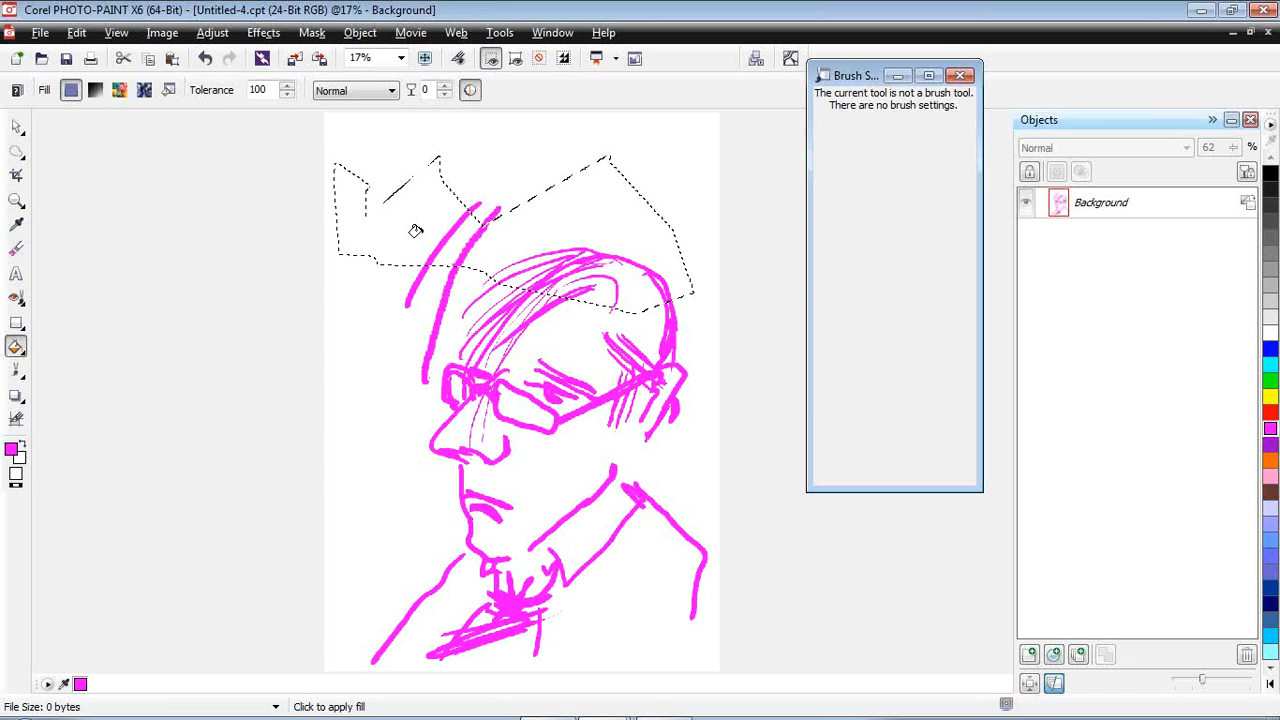 Corel PHOTO-PAINT X6 (64-Bit) - [Untitled-4.cpt (24-Bit RGB) @17% - Background]
File Edit View Image Adjust Effects Mask Object Movie Web Tools Window Help
17%
Fill Tolerance 100 Normal 0
Brush S...
The current tool is not a brush tool.
There are no brush settings.
Objects
Normal 62 %
Background
File Size: 0 bytes Click to apply fill